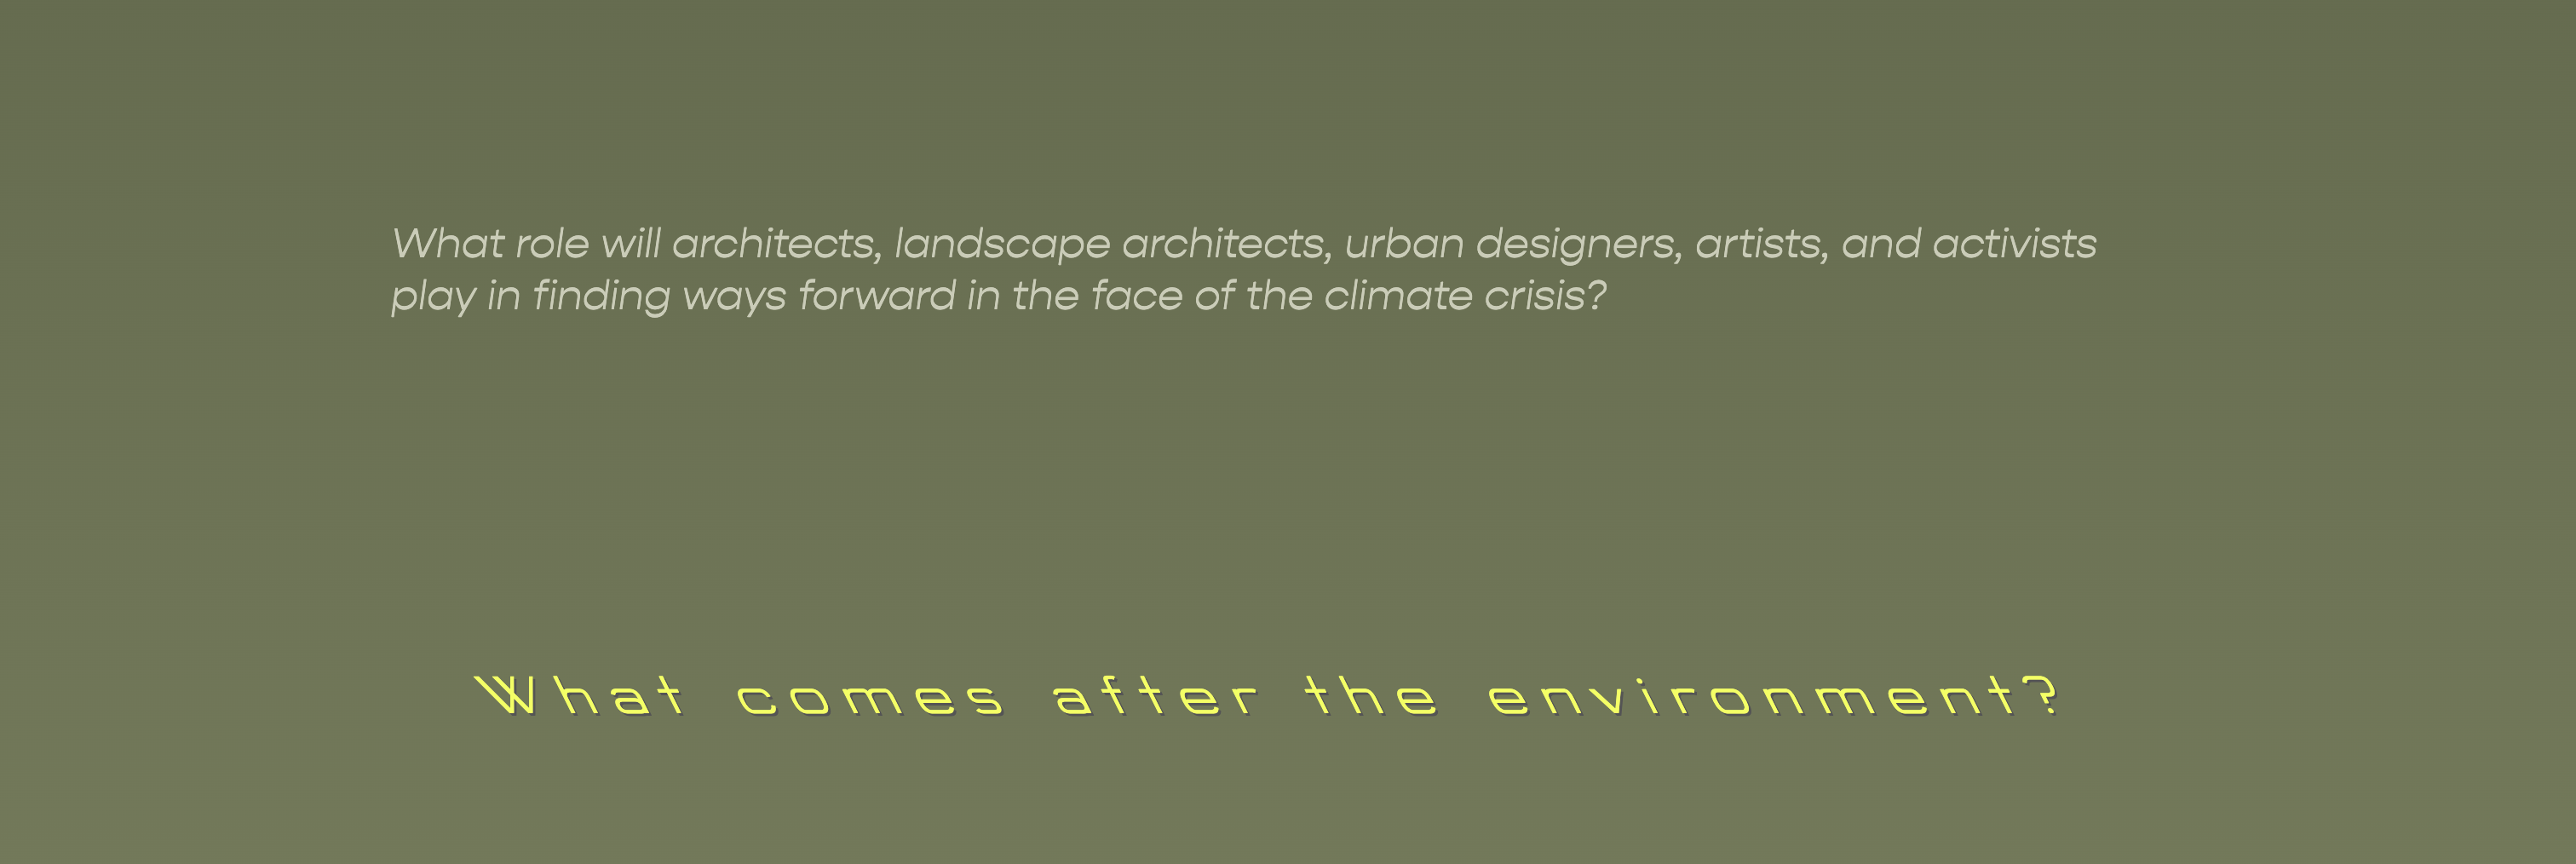 What role will architects, landscape architects, urban designers, artists, and activists
play in finding ways forward in the face of the climate crisis?
What comes after the environment?